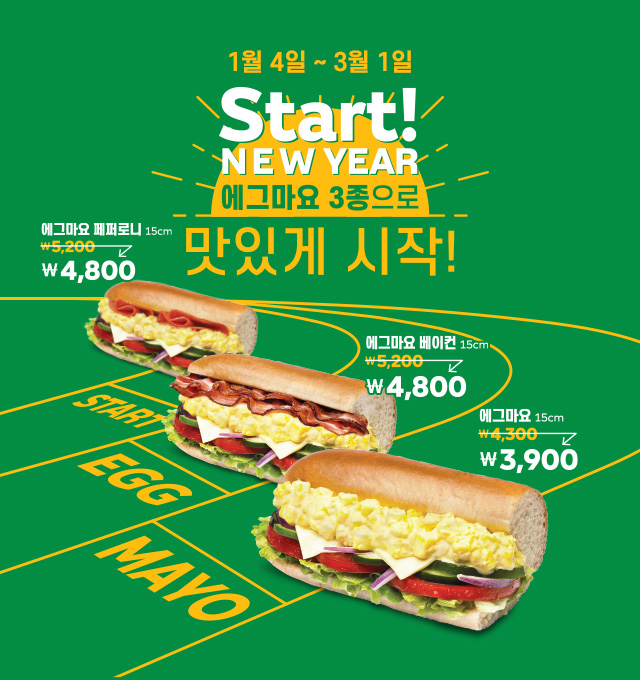 1월 4일 ~ 3월 1일
Start!
NEW YEAR
에그마요 3종으로
맛있게 시작!
에그마요 페퍼로니 15cm
₩5,200
₩4,800
에그마요 베이컨 15cm
₩5,200
₩4,800
에그마요 15cm
₩4,300
₩3,900
START
EGG
MAYO